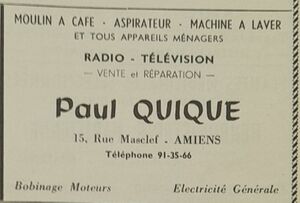 MOULIN A CAFE - ASPIRATEUR - MACHINE A LAVER
ET TOUS APPAREILS MÉNAGERS
RADIO - TÉLÉVISION
— VENTE et RÉPARATION —
Paul QUIQUE
15, Rue Masclef - AMIENS
Téléphone 91-35-66
Bobinage Moteurs Electricité Générale